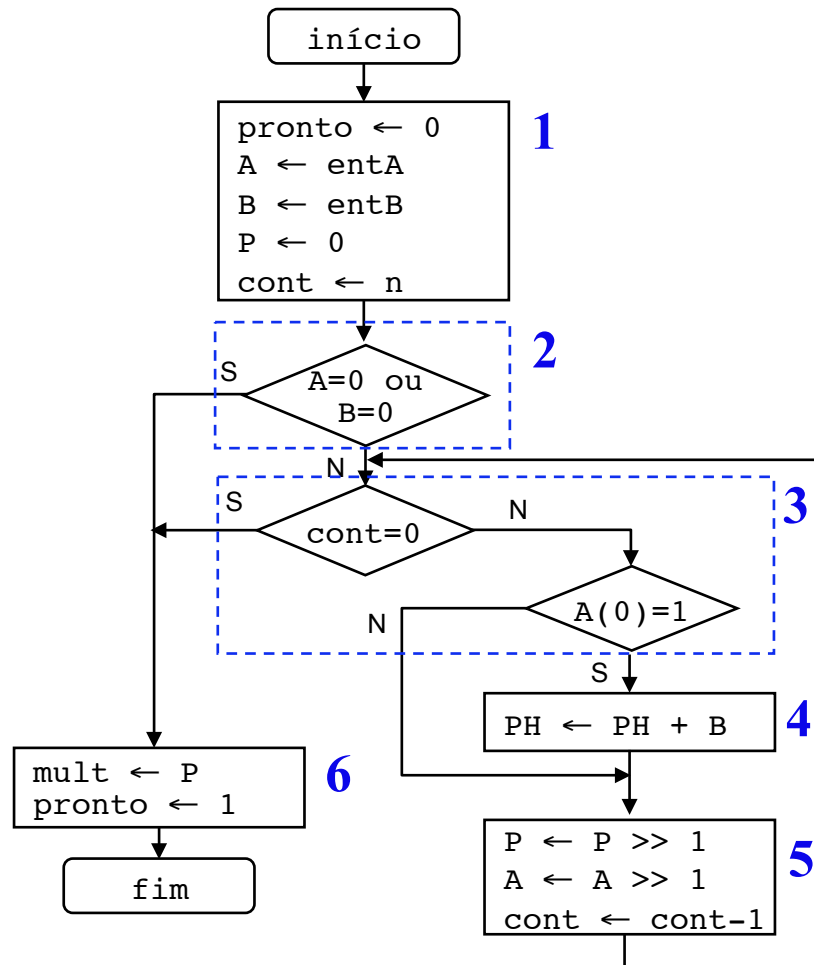 início
pronto ← 0
A ← entA
B ← entB
P ← 0
cont ← n
1
A=0 ou
B=0
S
2
N
cont=0
S
N
3
A(0)=1
N
S
PH ← PH + B
4
mult ← P
pronto ← 1
6
P ← P >> 1
A ← A >> 1
cont ← cont-1
5
fim